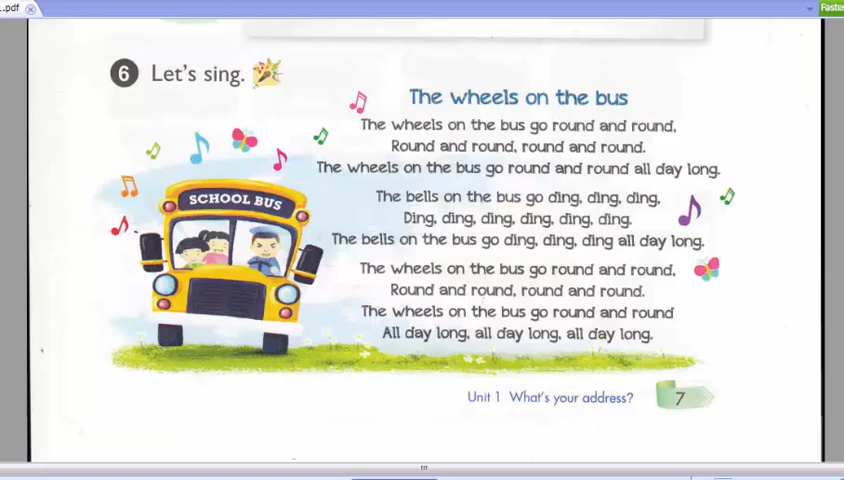 1.pdf
Faste
6 Let's sing.
The wheels on the bus
The wheels on the bus go round and round,
Round and round, round and round.
The wheels on the bus go round and round all day long.
The bells on the bus go ding, ding, ding,
Ding, ding, ding, ding, ding, ding.
The bells on the bus go ding, ding, ding all day long.
The wheels on the bus go round and round,
Round and round, round and round.
The wheels on the bus go round and round
All day long, all day long, all day long.
SCHOOL BUS
Unit 1 What's your address?
7